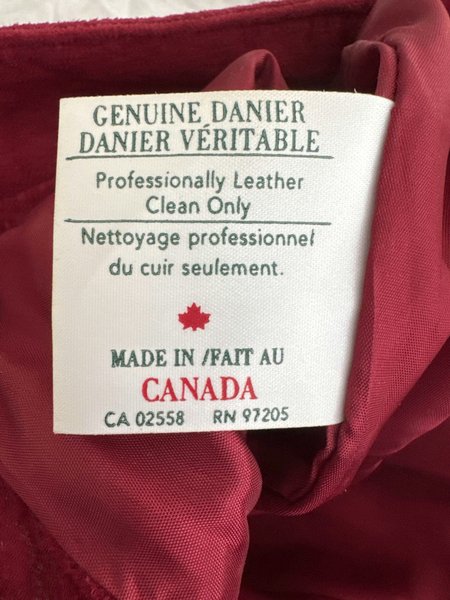 GENUINE DANIER
DANIER VÉRITABLE
Professionally Leather
Clean Only
Nettoyage professionnel
du cuir seulement.
MADE IN /FAIT AU
CANADA
CA 02558 RN 97205